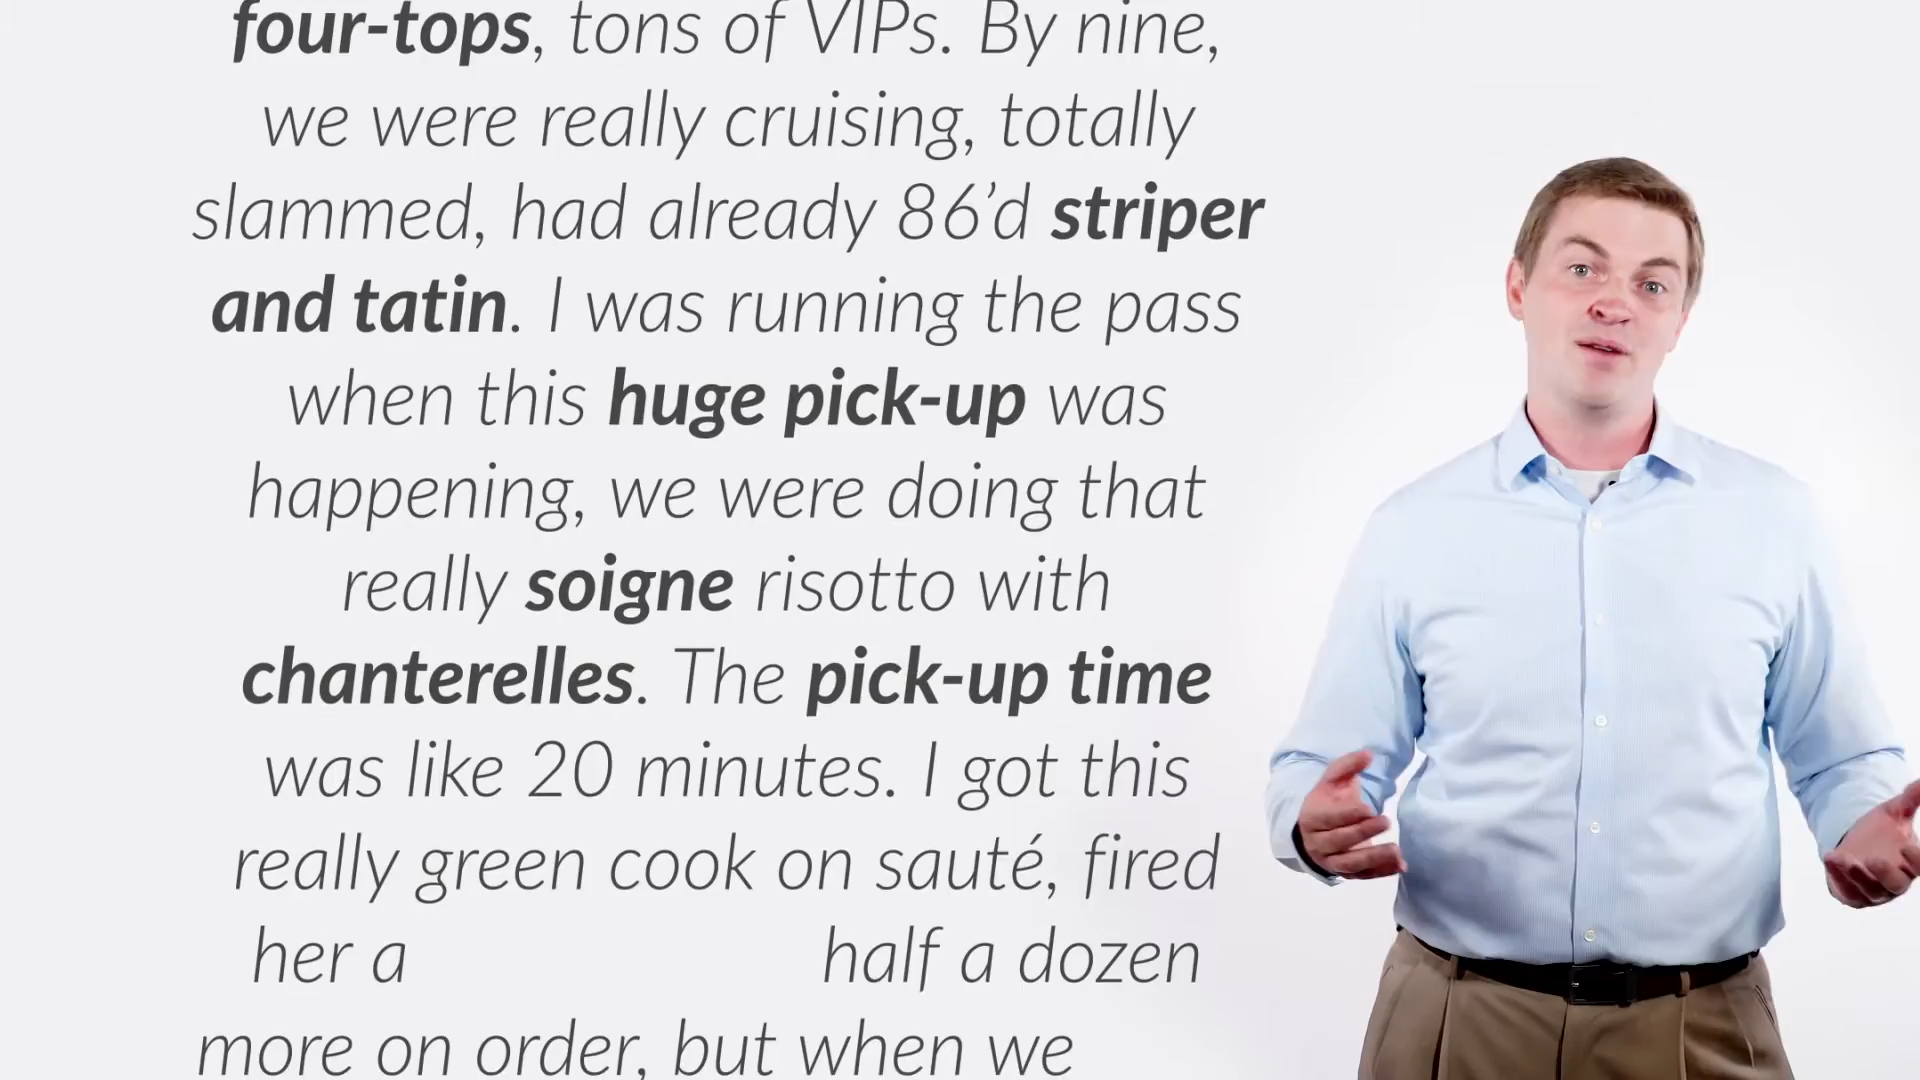 four-tops, tons of VIPs. By nine,
we were really cruising, totally
slammed, had already 86’d striper
and tatin. I was running the pass
when this huge pick-up was
happening, we were doing that
really soigne risotto with
chanterelles. The pick-up time
was like 20 minutes. I got this
really green cook on sauté, fired
her a half a dozen
more on order, but when we